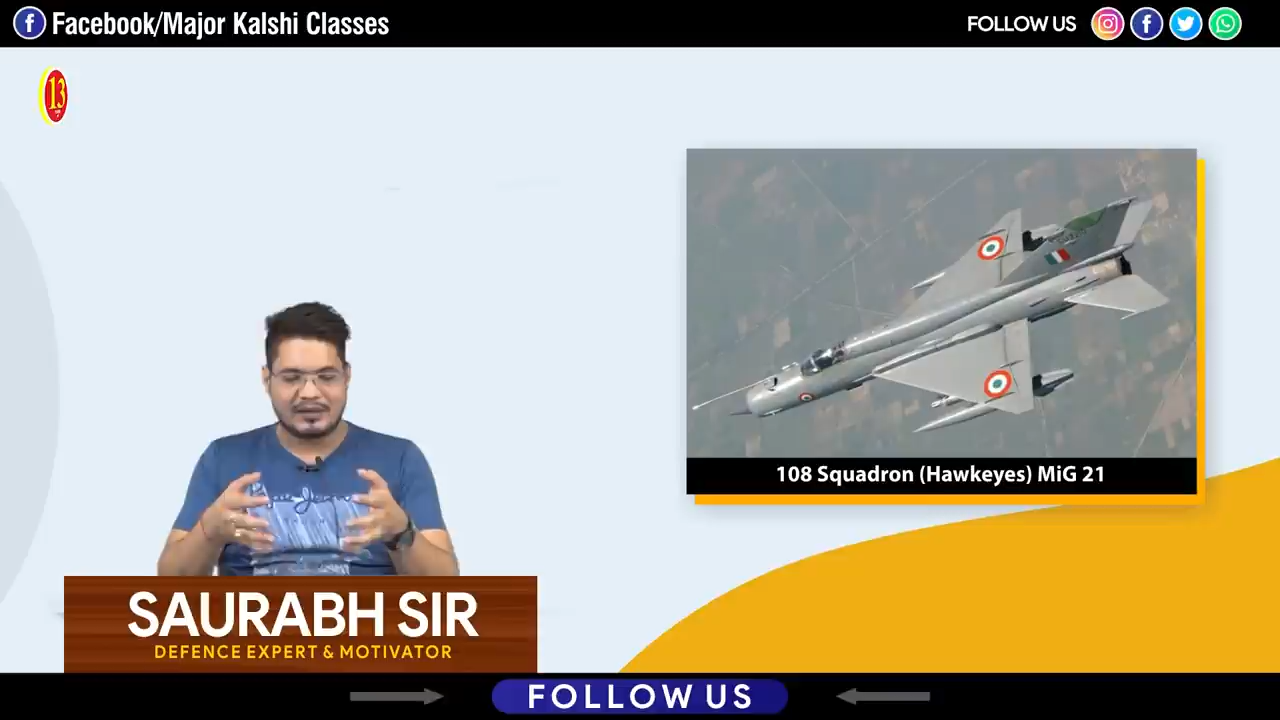 Facebook/Major Kalshi Classes
FOLLOW US
13
108 Squadron (Hawkeyes) MiG 21
SAURABH SIR
DEFENCE EXPERT & MOTIVATOR
FOLLOW US